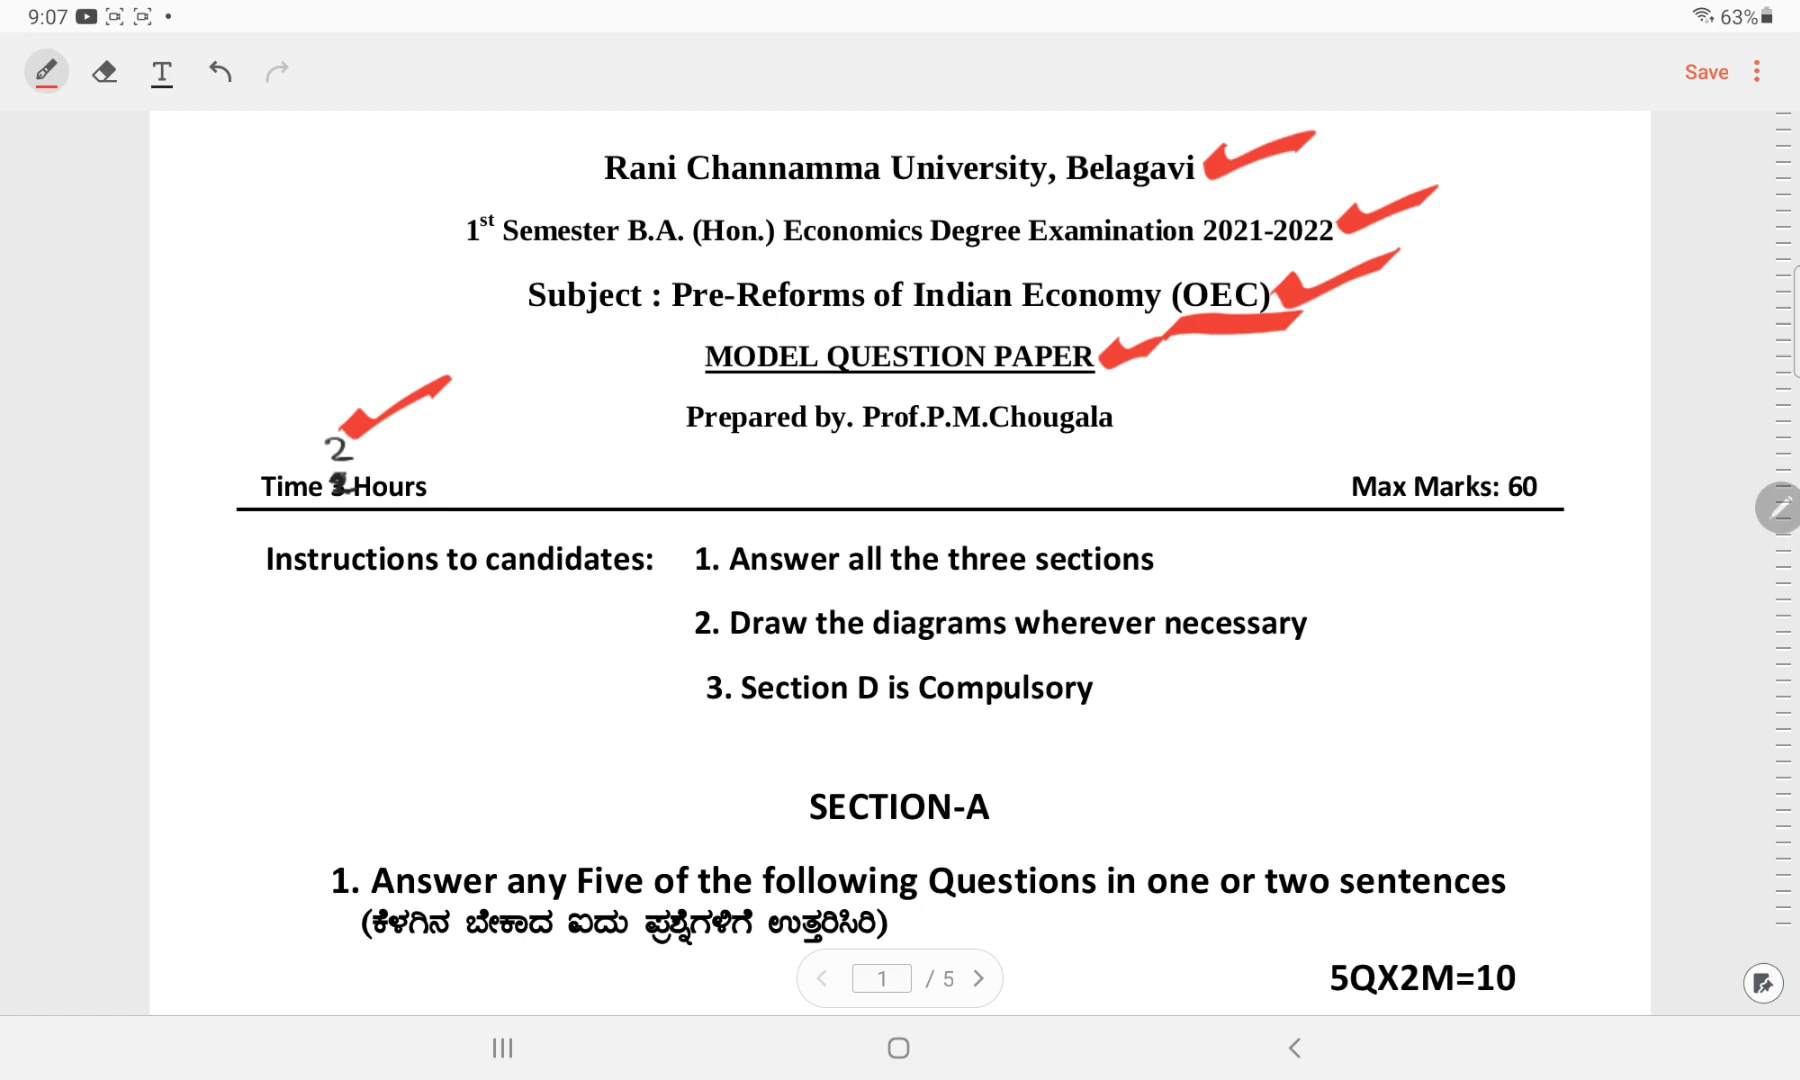 9:07
63%
T
Save
Rani Channamma University, Belagavi
1st Semester B.A. (Hon.) Economics Degree Examination 2021-2022
Subject : Pre-Reforms of Indian Economy (OEC)
MODEL QUESTION PAPER
Prepared by. Prof.P.M.Chougala
2
Time Hours Max Marks: 60
Instructions to candidates: 1. Answer all the three sections
2. Draw the diagrams wherever necessary
3. Section D is Compulsory
SECTION-A
1. Answer any Five of the following Questions in one or two sentences
(ಕೆಳಗಿನ ಬೇಕಾದ ಐದು ಪ್ರಶ್ನೆಗಳಿಗೆ ಉತ್ತರಿಸಿರಿ)
1 / 5
5QX2M=10